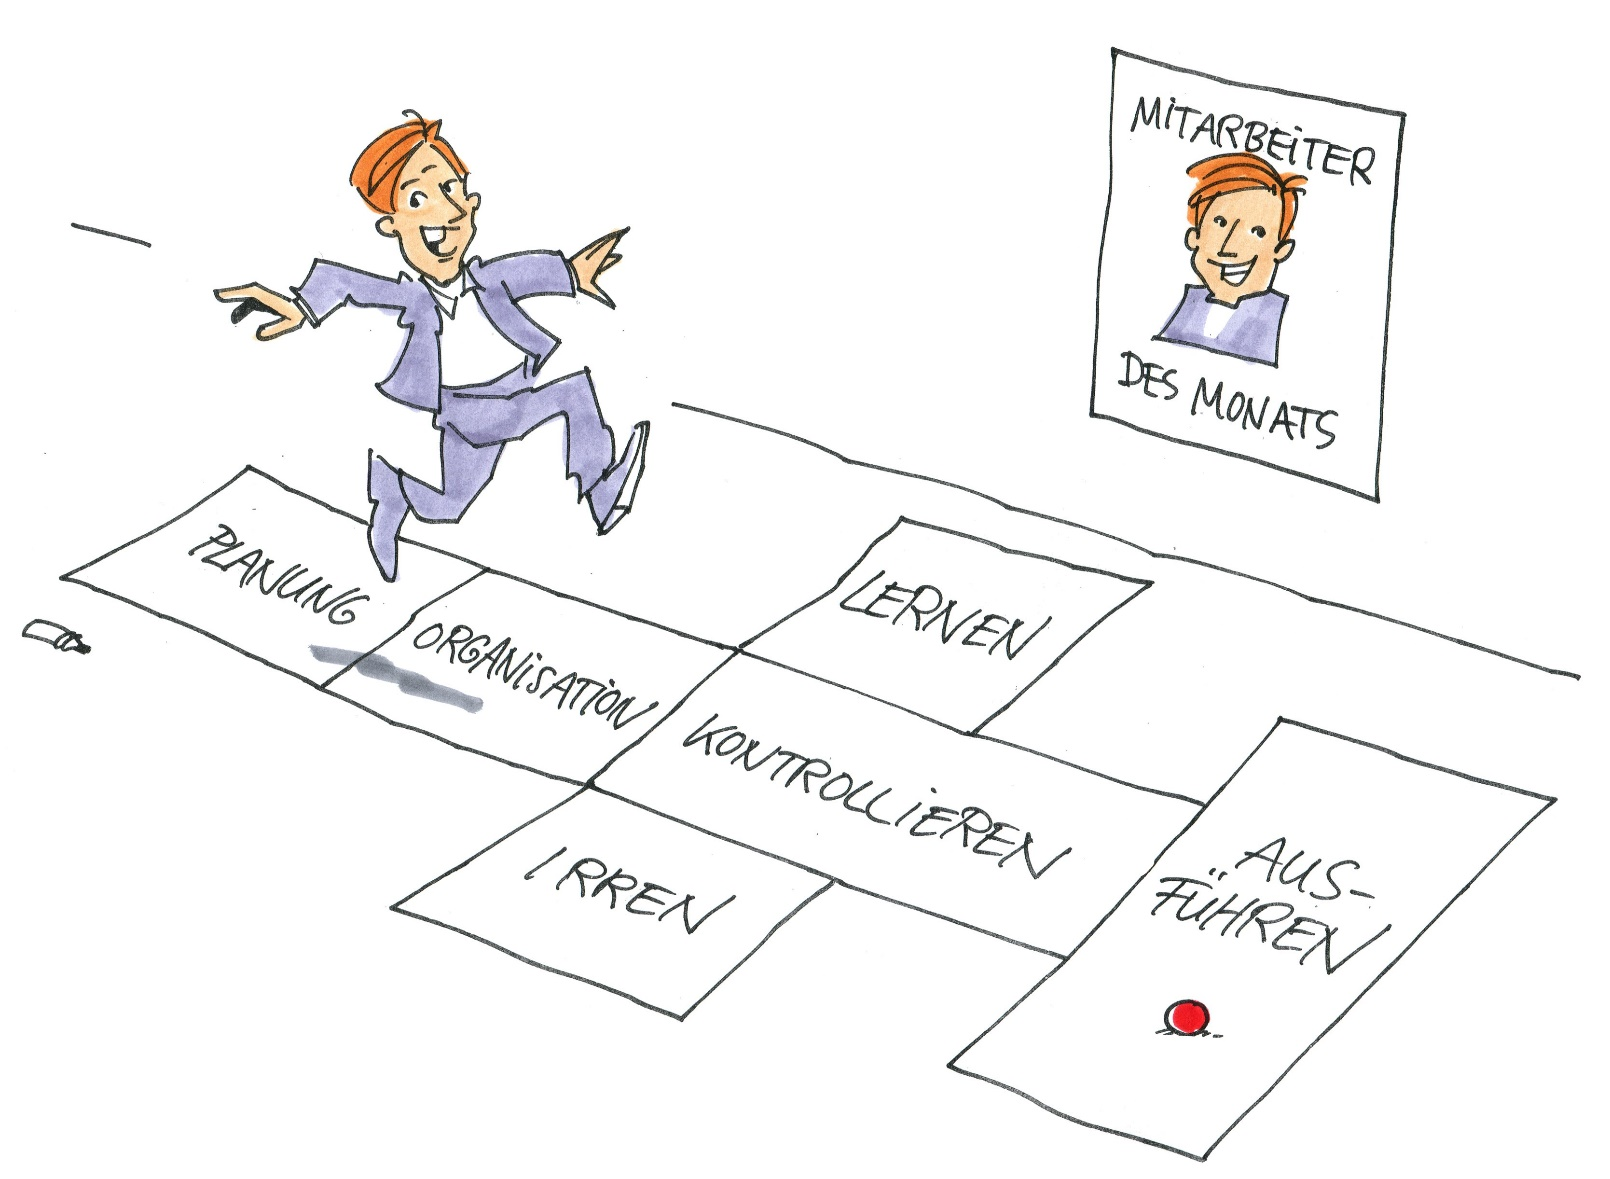 MITARBEITER
DES MONATS
PLANUNG
ORGANISATION
LERNEN
KONTROLLIEREN
IRREN
AUS-
FÜHREN